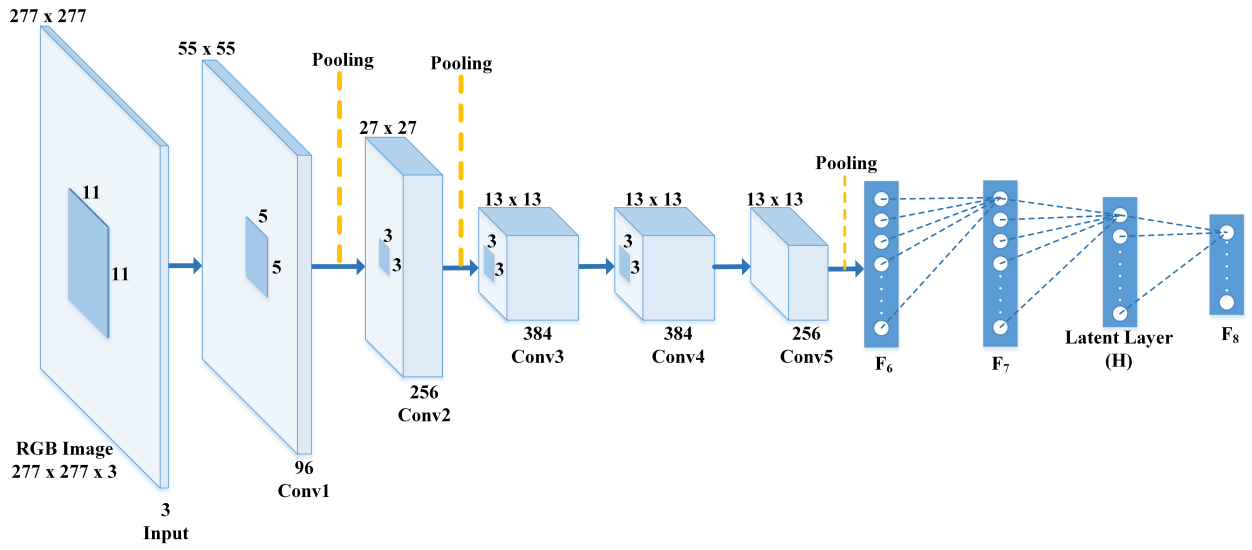 277 x 277
11
11
RGB Image
277 x 277 x 3
3
Input
55 x 55
5
5
96
Conv1
Pooling
27 x 27
3
3
256
Conv2
Pooling
13 x 13
3
3
384
Conv3
13 x 13
3
3
384
Conv4
13 x 13
256
Conv5
Pooling
F₆
F₇
Latent Layer
(H)
F₈